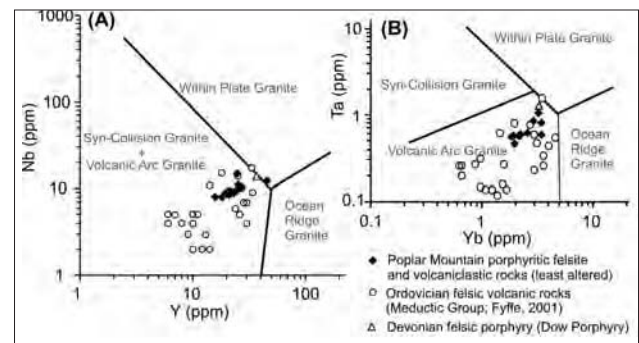 (A)
Within Plate Granite
Syn-Collision Granite
+
Volcanic Arc Granite
Ocean
Ridge
Granite
Nb (ppm)
1000
100
10
1
1
10
100
Y (ppm)
(B)
Within Plate Granite
Syn-Collision Granite
Volcanic Arc Granite
Ocean
Ridge
Granite
Ta (ppm)
10
1
0.1
0.1
1
10
Yb (ppm)
◆ Poplar Mountain porphyritic felsite
and volcaniclastic rocks (least altered)
○ Ordovician felsic volcanic rocks
(Meductic Group; Fyffe, 2001)
△ Devonian felsic porphyry (Dow Porphyry)